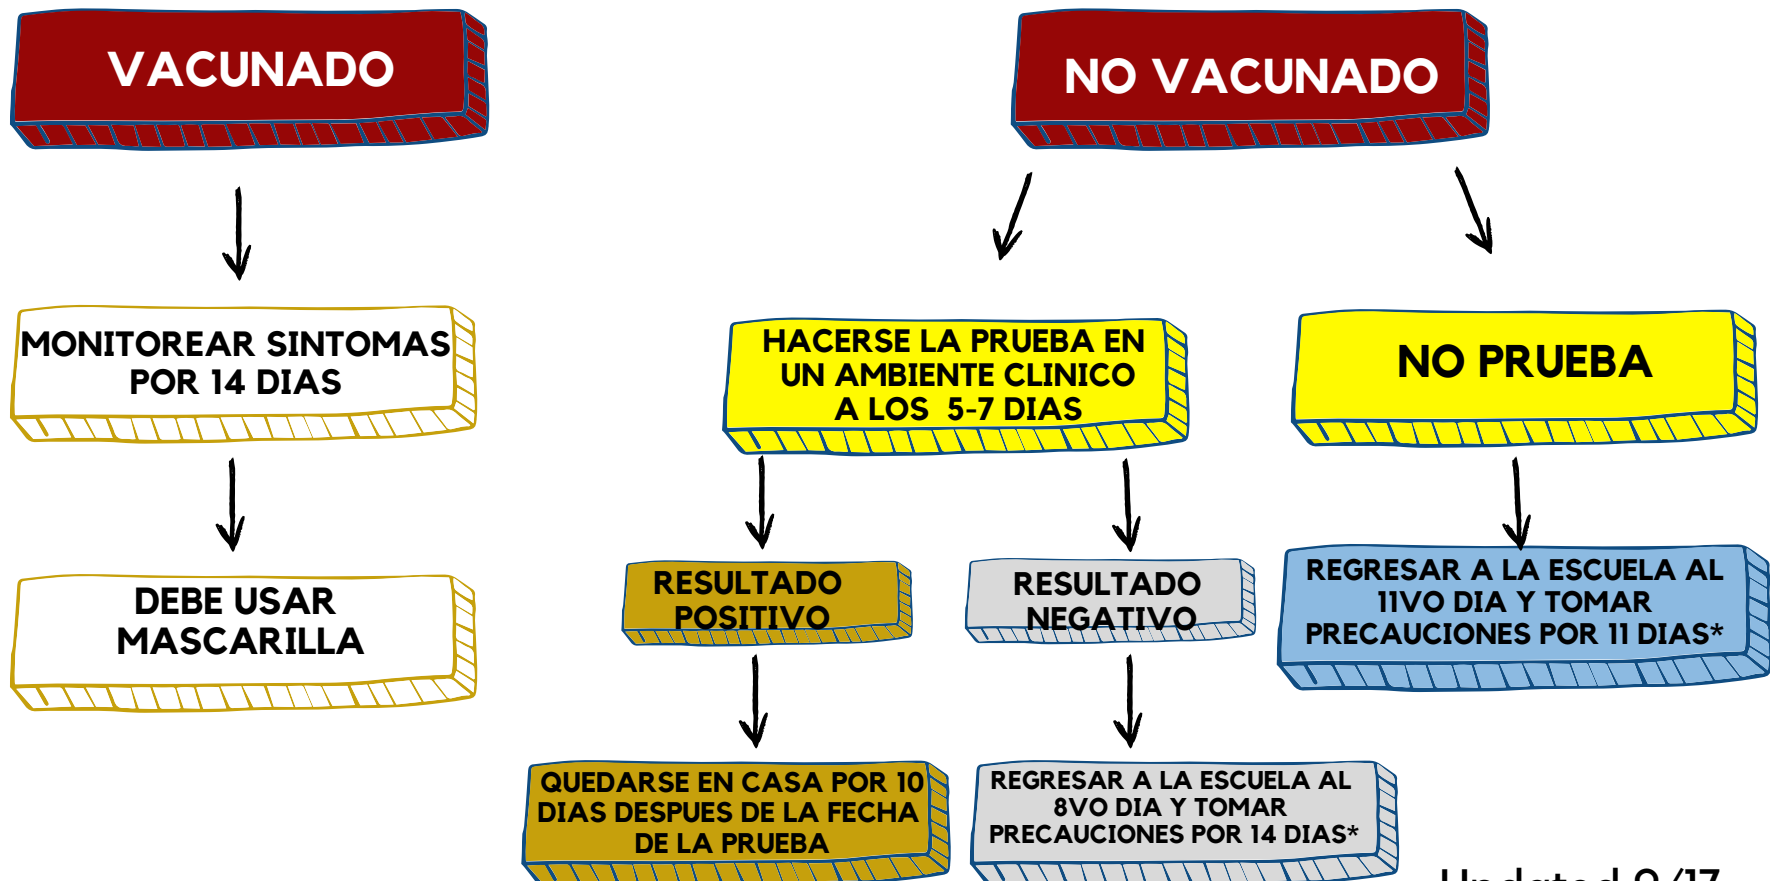 VACUNADO
NO VACUNADO
MONITOREAR SINTOMAS
POR 14 DIAS
HACERSE LA PRUEBA EN
UN AMBIENTE CLINICO
A LOS 5-7 DIAS
NO PRUEBA
DEBE USAR
MASCARILLA
RESULTADO
POSITIVO
RESULTADO
NEGATIVO
REGRESAR A LA ESCUELA AL
11VO DIA Y TOMAR
PRECAUCIONES POR 11 DIAS*
QUEDARSE EN CASA POR 10
DIAS DESPUES DE LA FECHA
DE LA PRUEBA
REGRESAR A LA ESCUELA AL
8VO DIA Y TOMAR
PRECAUCIONES POR 14 DIAS*
Updated